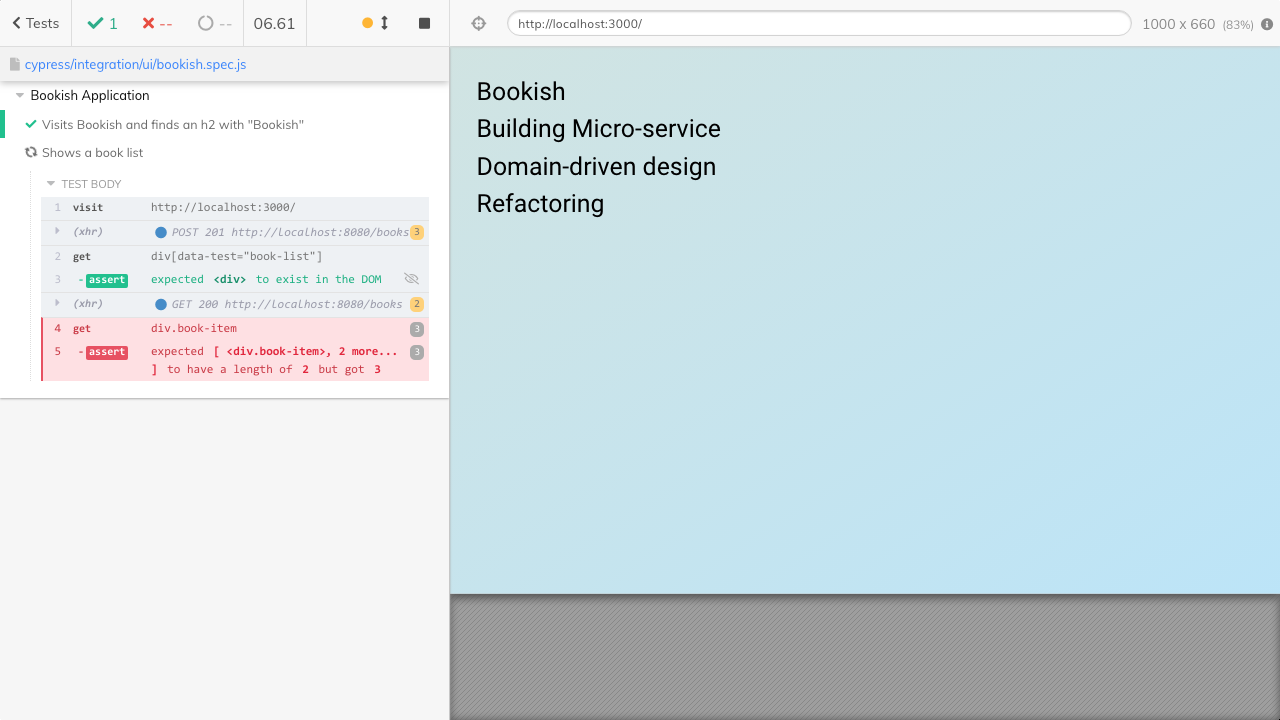 Tests 1 -- -- 06.61
http://localhost:3000/ 1000 x 660 (83%)
cypress/integration/ui/bookish.spec.js
Bookish Application
Visits Bookish and finds an h2 with "Bookish"
Shows a book list
TEST BODY
1 visit http://localhost:3000/
(xhr) POST 201 http://localhost:8080/books 3
2 get div[data-test="book-list"]
3 -assert expected <div> to exist in the DOM
(xhr) GET 200 http://localhost:8080/books 2
4 get div.book-item 3
5 -assert expected [ <div.book-item>, 2 more... 3
] to have a length of 2 but got 3
Bookish
Building Micro-service
Domain-driven design
Refactoring